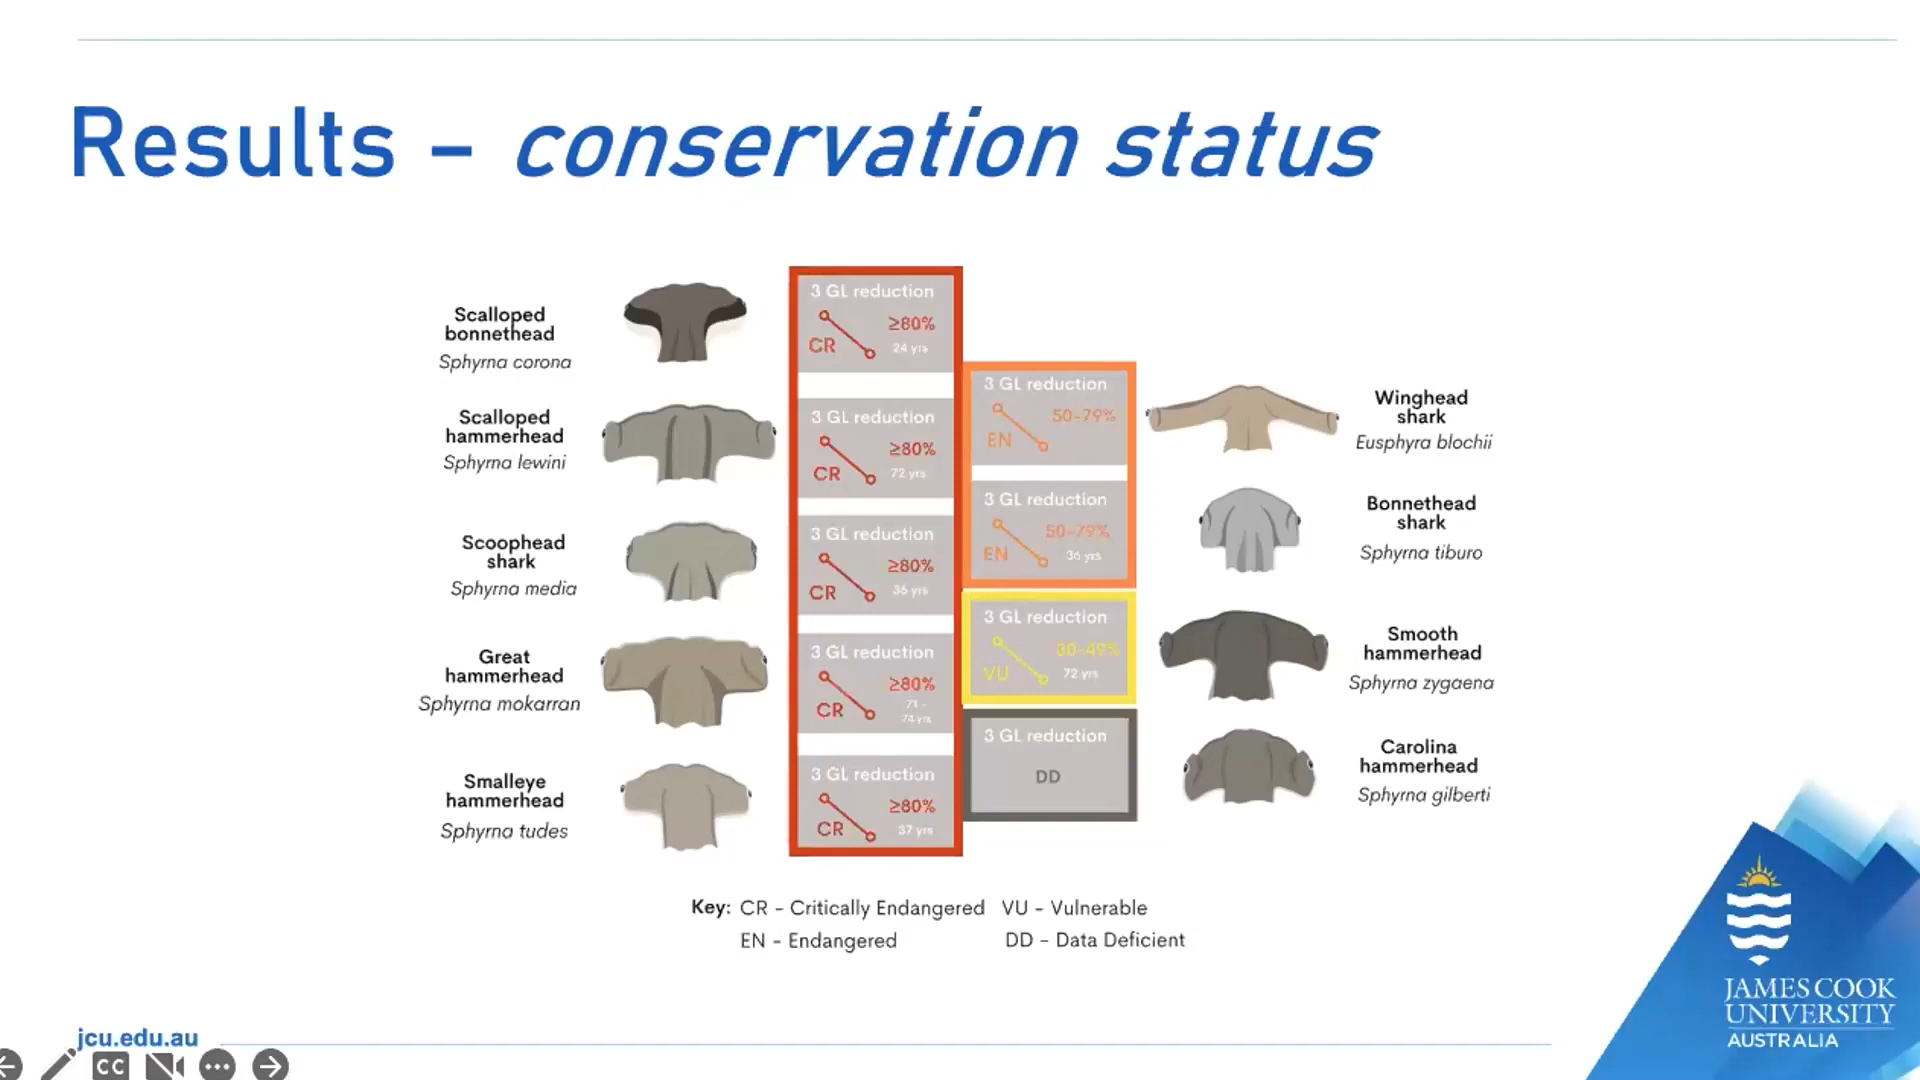 Results – conservation status
Scalloped
bonnethead
Sphyrna corona
3 GL reduction
≥80%
CR
24 yrs
Scalloped
hammerhead
Sphyrna lewini
3 GL reduction
≥80%
CR
72 yrs
Scoophead
shark
Sphyrna media
3 GL reduction
≥80%
CR
36 yrs
Great
hammerhead
Sphyrna mokarran
3 GL reduction
≥80%
CR
71 -
74 yrs
Smalleye
hammerhead
Sphyrna tudes
3 GL reduction
≥80%
CR
37 yrs
3 GL reduction
50-79%
EN
Winghead
shark
Eusphyra blochii
3 GL reduction
50-79%
EN
36 yrs
Bonnethead
shark
Sphyrna tiburo
3 GL reduction
30-49%
VU
72 yrs
Smooth
hammerhead
Sphyrna zygaena
3 GL reduction
DD
Carolina
hammerhead
Sphyrna gilberti
Key: CR - Critically Endangered VU - Vulnerable
EN - Endangered DD - Data Deficient
JAMES COOK
UNIVERSITY
AUSTRALIA
jcu.edu.au
CC